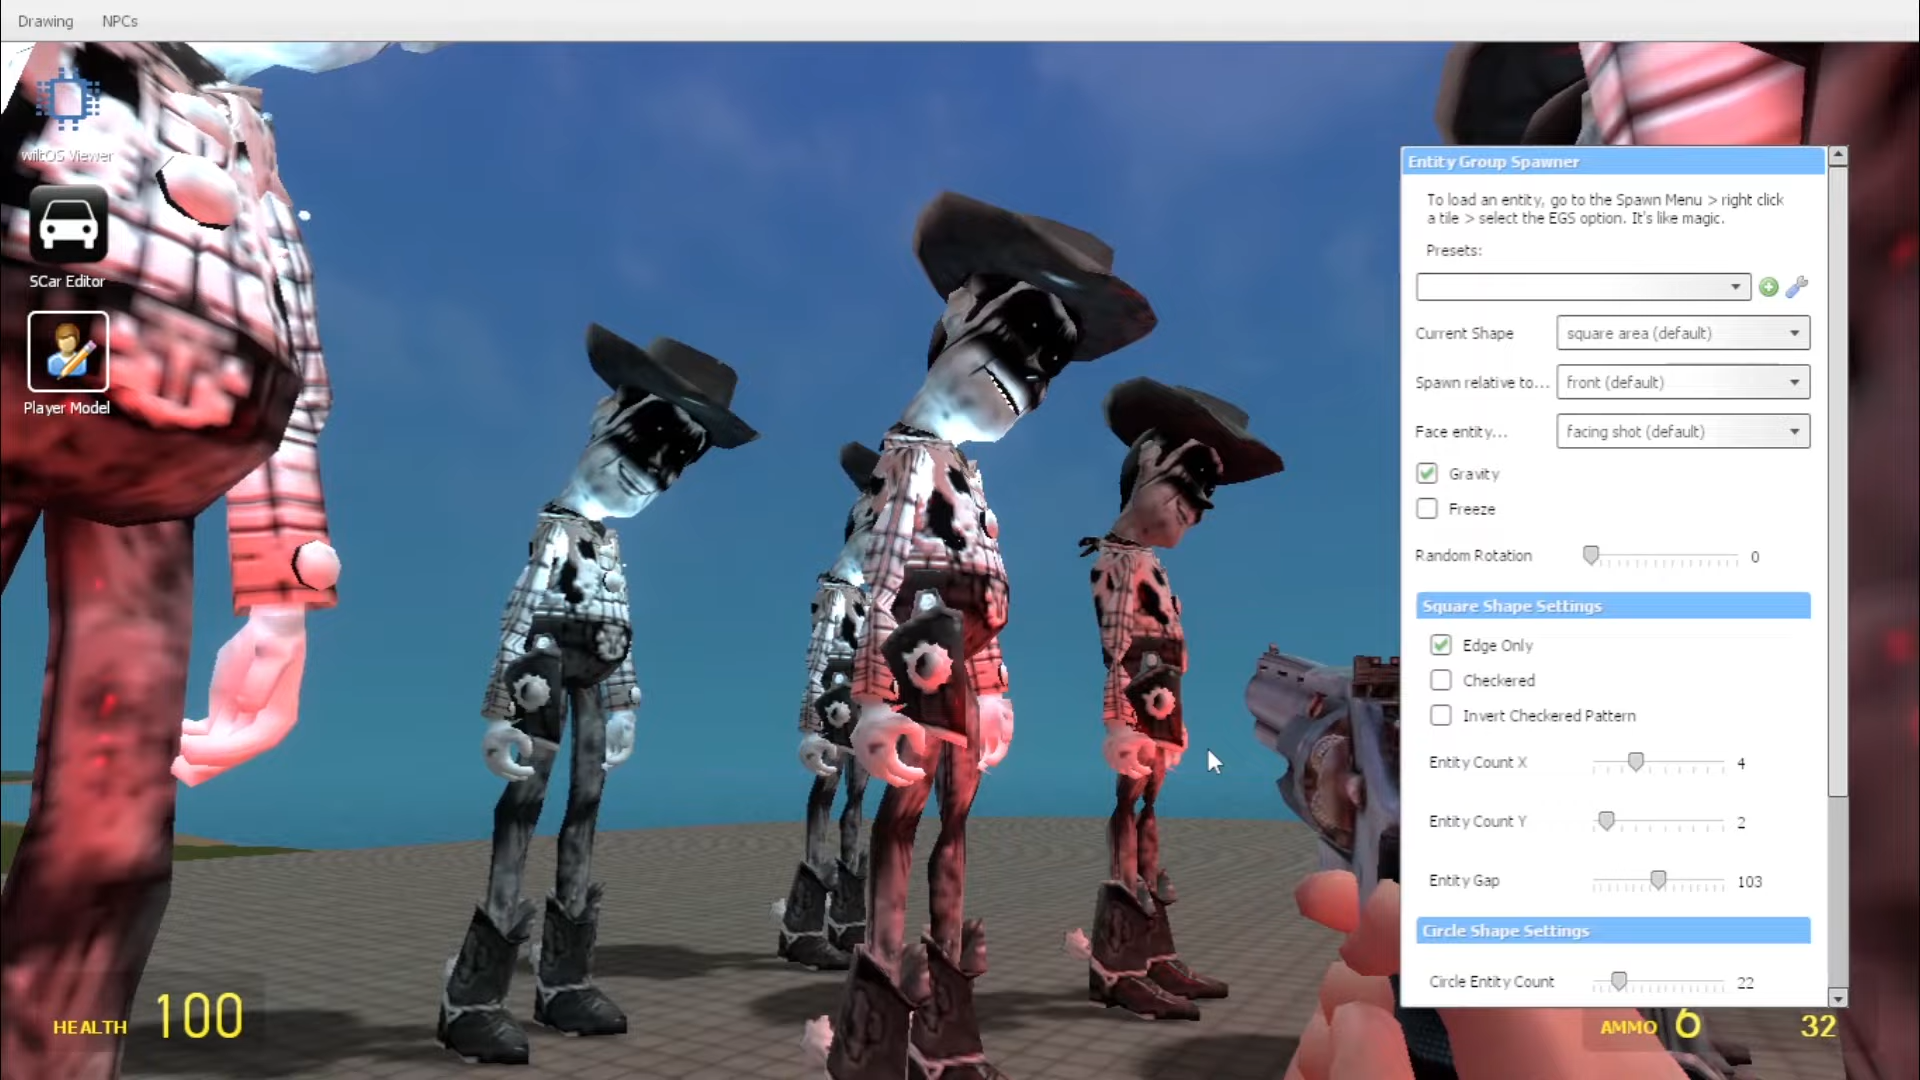 Drawing NPCs
wiltOS Viewer
SCar Editor
Player Model
Entity Group Spawner
To load an entity, go to the Spawn Menu > right click
a tile > select the EGS option. It's like magic.
Presets:
Current Shape square area (default)
Spawn relative to... front (default)
Face entity... facing shot (default)
Gravity
Freeze
Random Rotation 0
Square Shape Settings
Edge Only
Checkered
Invert Checkered Pattern
Entity Count X 4
Entity Count Y 2
Entity Gap 103
Circle Shape Settings
Circle Entity Count 22
HEALTH 100
AMMO 6 32